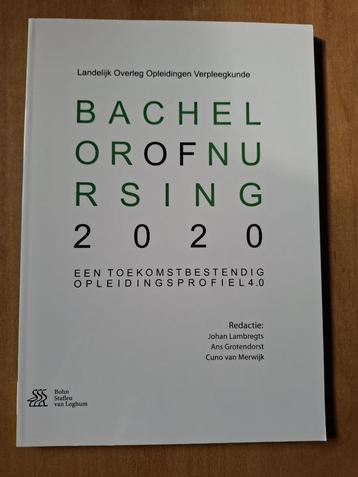 Landelijk Overleg Opleidingen Verpleegkunde
BACHEL
OROFNU
RSING
2020
EEN TOEKOMSTBESTENDIG
OPLEIDINGSPROFIEL 4.0
Redactie:
Johan Lambregts
Ans Grotendorst
Cuno van Merwijk
Bohn
Stafleu
van Loghum